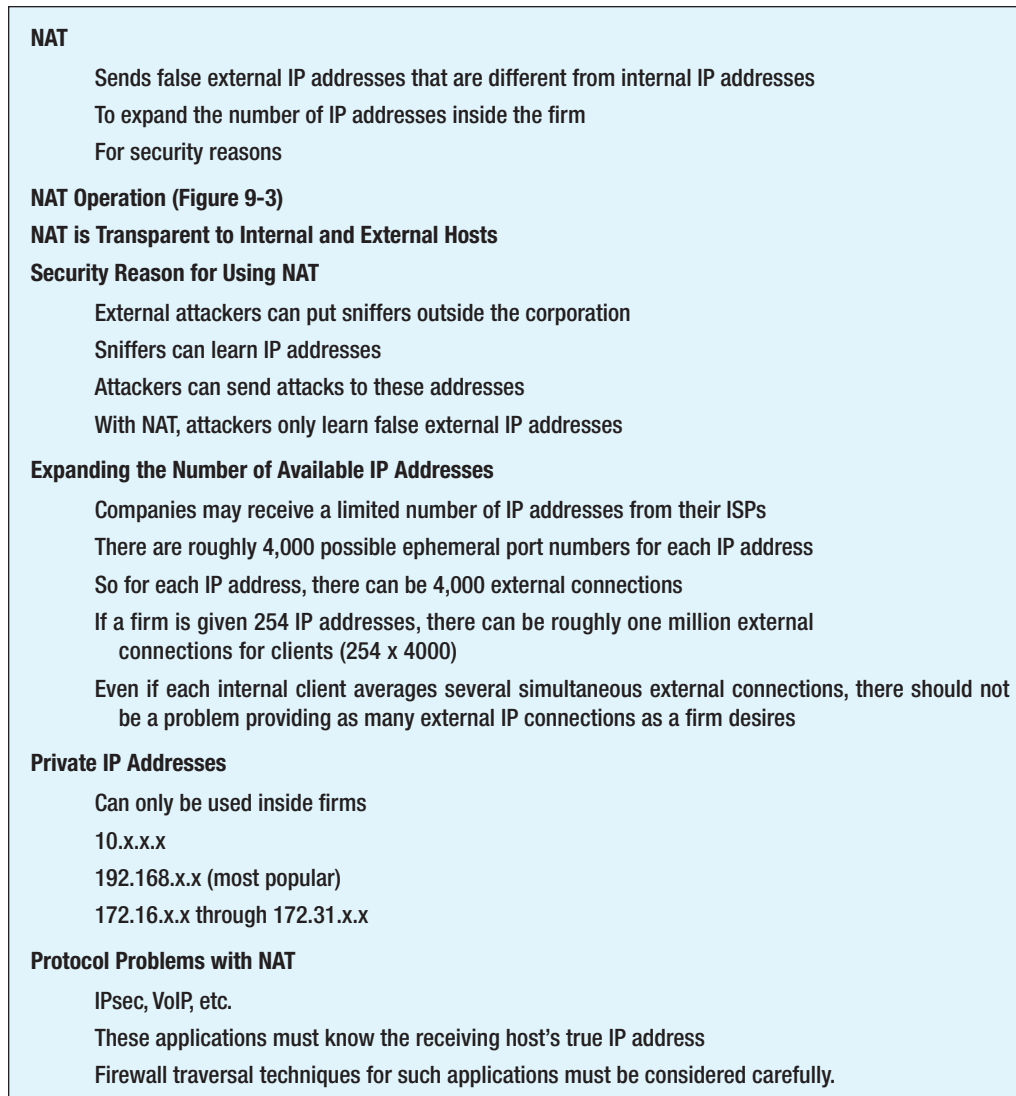 NAT
Sends false external IP addresses that are different from internal IP addresses
To expand the number of IP addresses inside the firm
For security reasons
NAT Operation (Figure 9-3)
NAT is Transparent to Internal and External Hosts
Security Reason for Using NAT
External attackers can put sniffers outside the corporation
Sniffers can learn IP addresses
Attackers can send attacks to these addresses
With NAT, attackers only learn false external IP addresses
Expanding the Number of Available IP Addresses
Companies may receive a limited number of IP addresses from their ISPs
There are roughly 4,000 possible ephemeral port numbers for each IP address
So for each IP address, there can be 4,000 external connections
If a firm is given 254 IP addresses, there can be roughly one million external
connections for clients (254 x 4000)
Even if each internal client averages several simultaneous external connections, there should not
be a problem providing as many external IP connections as a firm desires
Private IP Addresses
Can only be used inside firms
10.x.x.x
192.168.x.x (most popular)
172.16.x.x through 172.31.x.x
Protocol Problems with NAT
IPsec, VoIP, etc.
These applications must know the receiving host's true IP address
Firewall traversal techniques for such applications must be considered carefully.